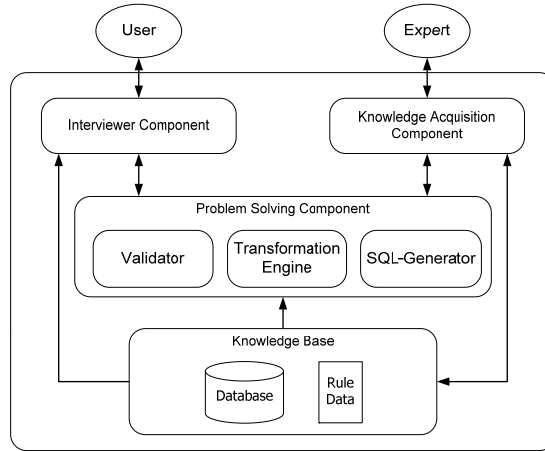 User
Expert
Interviewer Component
Knowledge Acquisition
Component
Problem Solving Component
Validator
Transformation
Engine
SQL-Generator
Knowledge Base
Database
Rule
Data